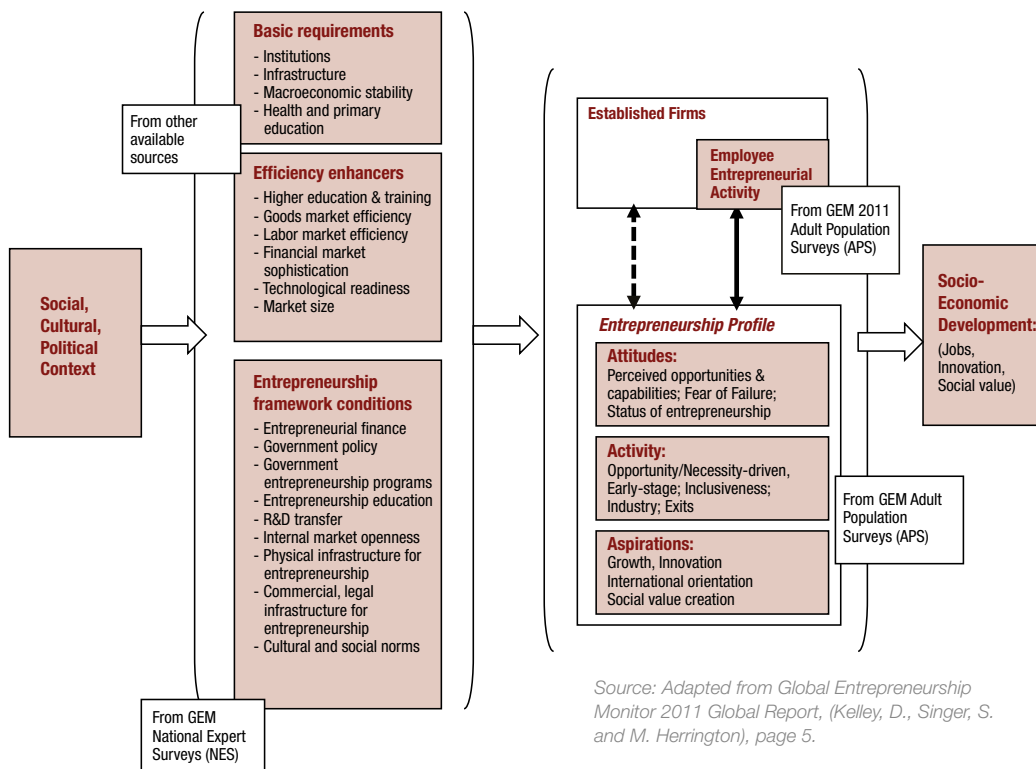 Social,
Cultural,
Political
Context
From other
available
sources
Basic requirements
- Institutions
- Infrastructure
- Macroeconomic stability
- Health and primary
education
Efficiency enhancers
- Higher education & training
- Goods market efficiency
- Labor market efficiency
- Financial market
sophistication
- Technological readiness
- Market size
Entrepreneurship
framework conditions
- Entrepreneurial finance
- Government policy
- Government
entrepreneurship programs
- Entrepreneurship education
- R&D transfer
- Internal market openness
- Physical infrastructure for
entrepreneurship
- Commercial, legal
infrastructure for
entrepreneurship
- Cultural and social norms
From GEM
National Expert
Surveys (NES)
Established Firms
Employee
Entrepreneurial
Activity
From GEM 2011
Adult Population
Surveys (APS)
Entrepreneurship Profile
Attitudes:
Perceived opportunities &
capabilities; Fear of Failure;
Status of entrepreneurship
Activity:
Opportunity/Necessity-driven,
Early-stage; Inclusiveness;
Industry; Exits
Aspirations:
Growth, Innovation
International orientation
Social value creation
From GEM Adult
Population
Surveys (APS)
Socio-
Economic
Development:
(Jobs,
Innovation,
Social value)
Source: Adapted from Global Entrepreneurship
Monitor 2011 Global Report, (Kelley, D., Singer, S.
and M. Herrington), page 5.